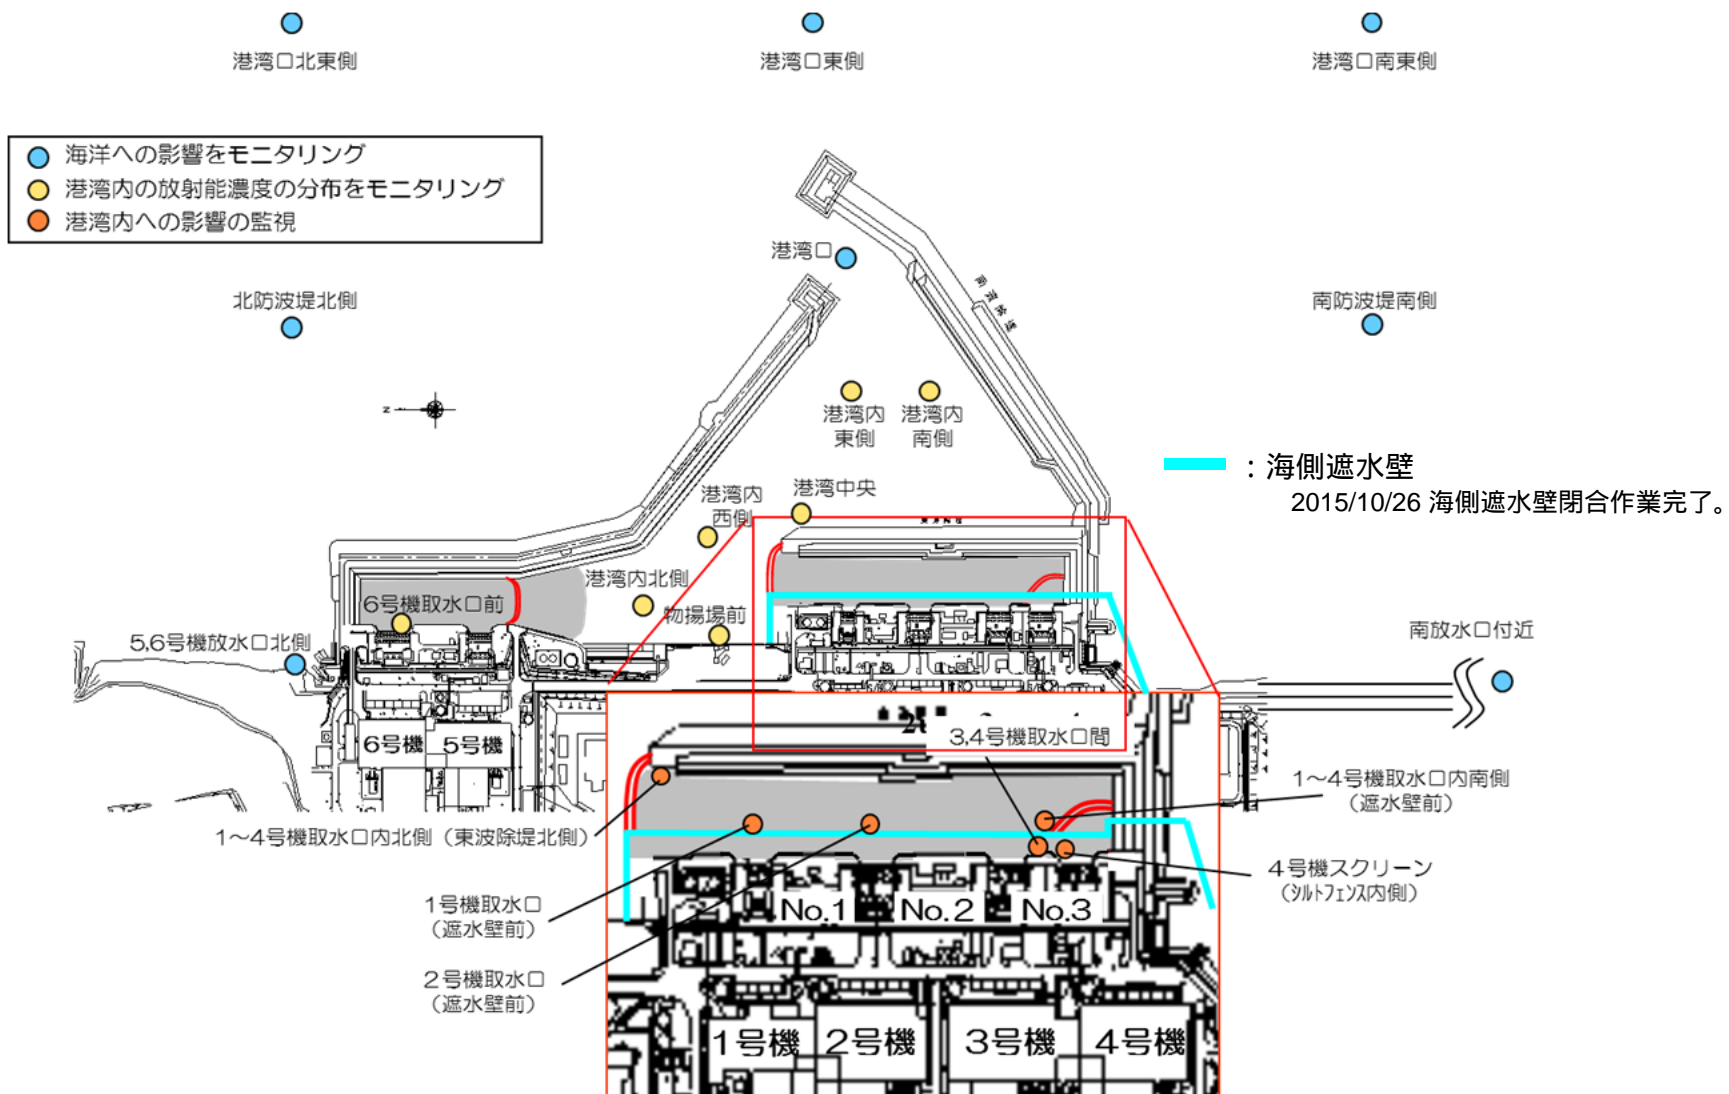 港湾口北東側
港湾口東側
港湾口南東側
海洋への影響をモニタリング
港湾内の放射能濃度の分布をモニタリング
港湾内への影響の監視
港湾口
北防波堤北側
南防波堤南側
N
港湾内
東側
港湾内
南側
：海側遮水壁
2015/10/26 海側遮水壁閉合作業完了。
港湾内
西側
港湾中央
港湾内北側
6号機取水口前
物揚場前
5,6号機放水口北側
南放水口付近
6号機
5号機
3,4号機取水口間
1～4号機取水口内南側
（遮水壁前）
1～4号機取水口内北側（東波除堤北側）
4号機スクリーン
（シルトフェンス内側）
1号機取水口
（遮水壁前）
No.1
No.2
No.3
2号機取水口
（遮水壁前）
1号機
2号機
3号機
4号機